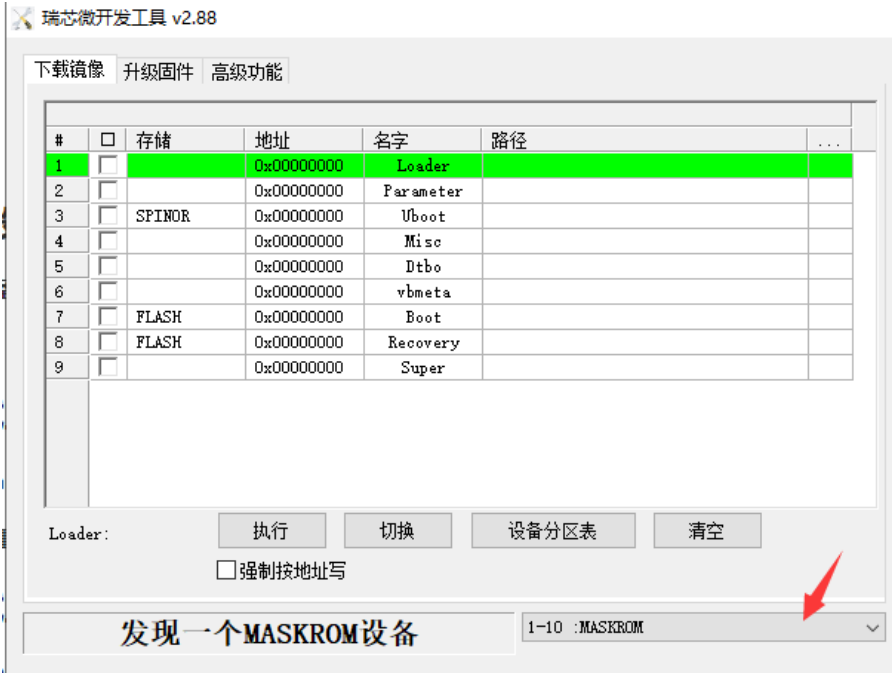 瑞芯微开发工具 v2.88
下载镜像 升级固件 高级功能
# 存储 地址 名字 路径 ...
1 0x00000000 Loader
2 0x00000000 Parameter
3 SPINOR 0x00000000 Uboot
4 0x00000000 Misc
5 0x00000000 Dtbo
6 0x00000000 vbmeta
7 FLASH 0x00000000 Boot
8 FLASH 0x00000000 Recovery
9 0x00000000 Super
Loader: 执行 切换 设备分区表 清空
强制按地址写
发现一个MASKROM设备 1-10 :MASKROM